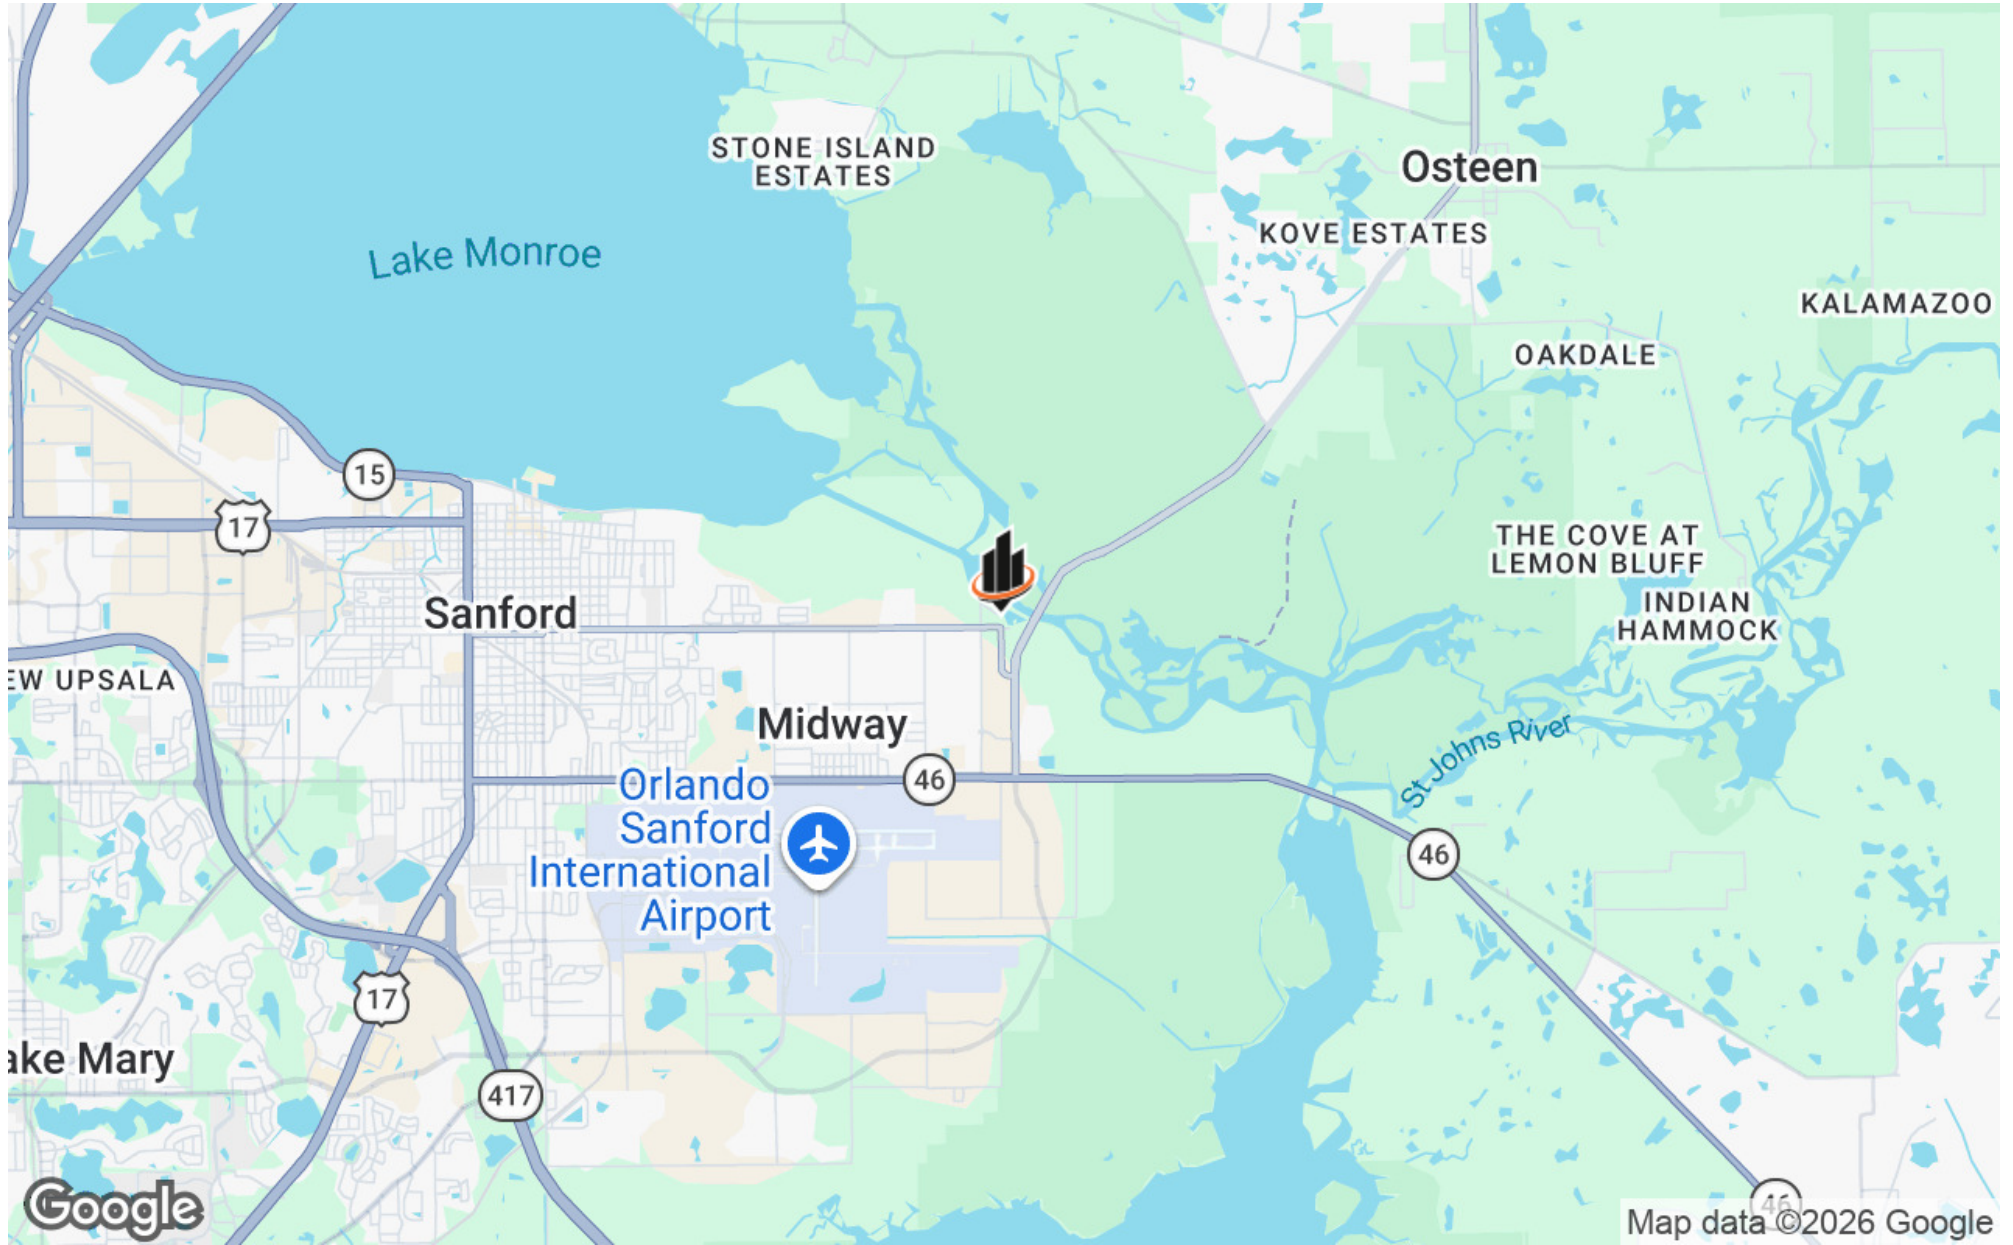 STONE ISLAND
ESTATES
Osteen
KOVE ESTATES
Lake Monroe
KALAMAZOO
OAKDALE
15
17
THE COVE AT
LEMON BLUFF
INDIAN
HAMMOCK
Sanford
EW UPSALA
Midway
St Johns River
46
Orlando
Sanford
International
Airport
46
17
ake Mary
417
46
Google
Map data ©2026 Google